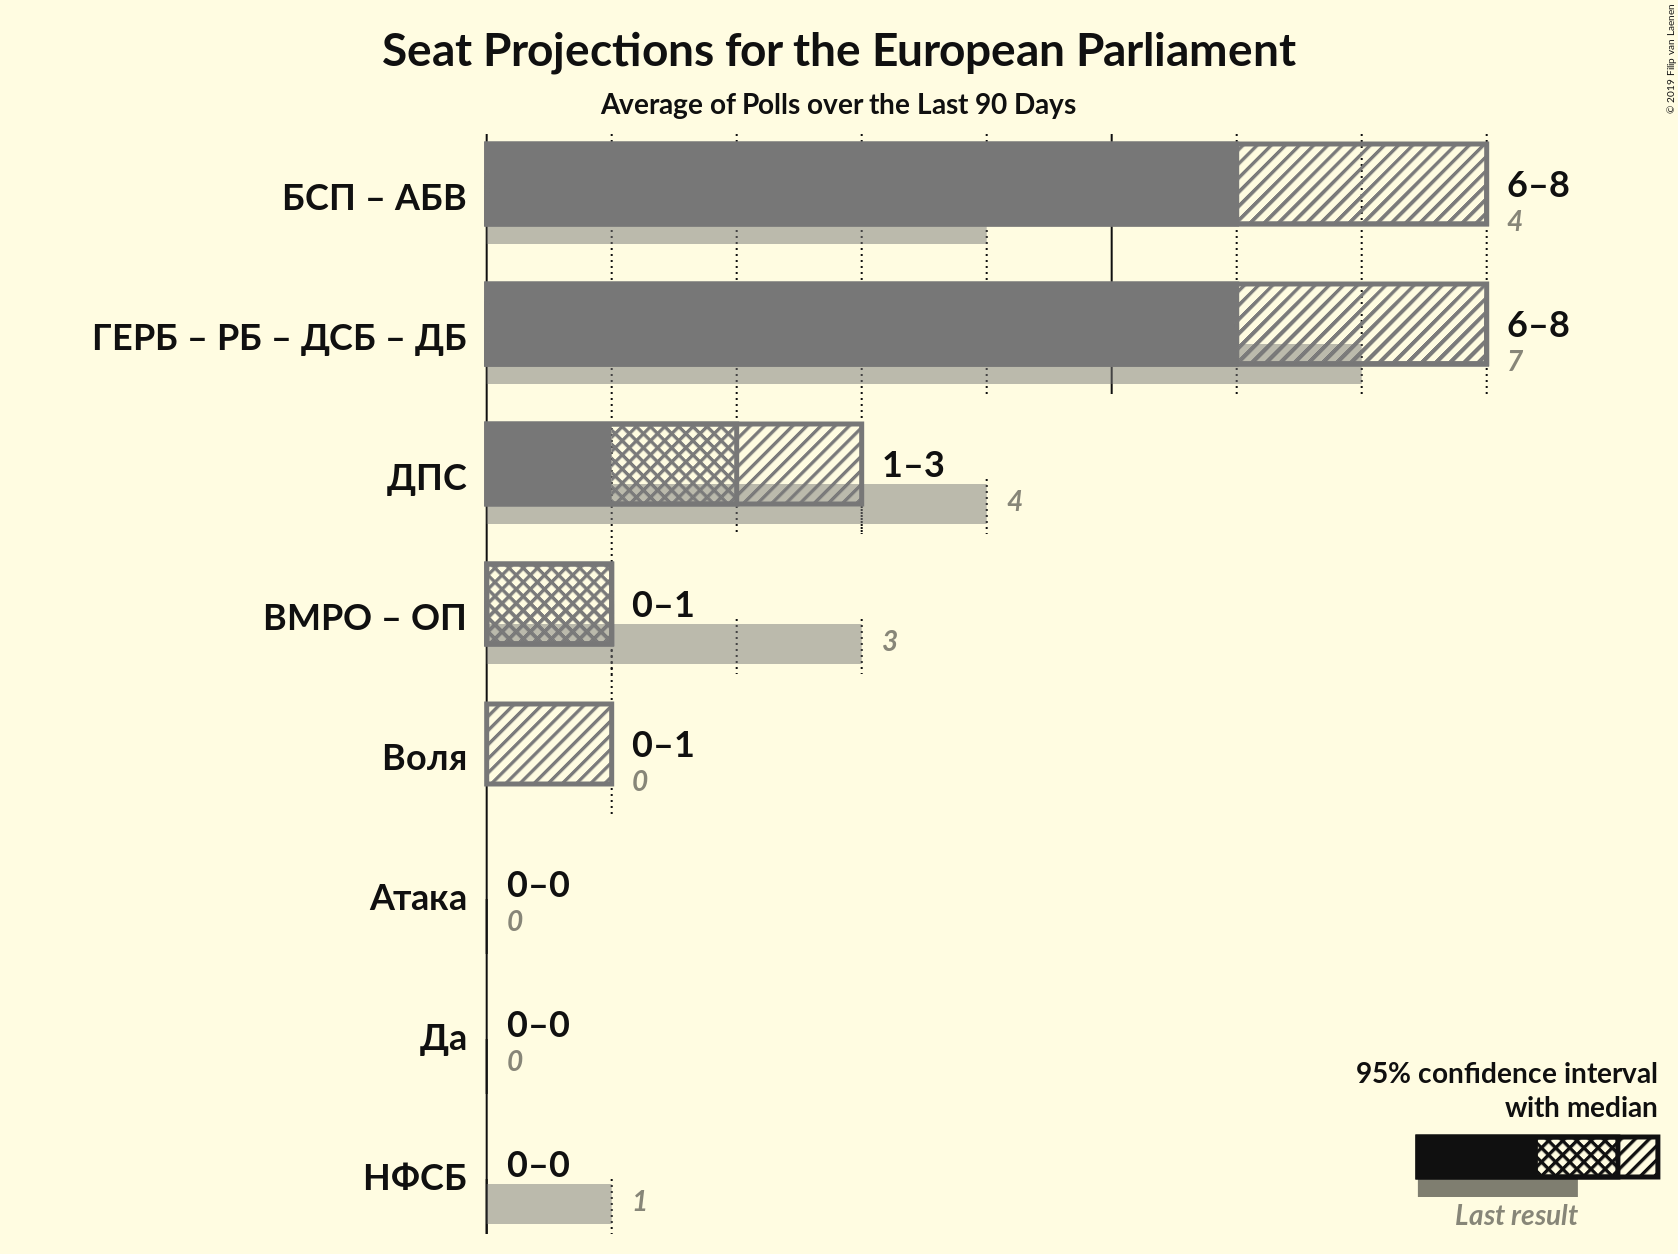 Seat Projections for the European Parliament
Average of Polls over the Last 90 Days
© 2019 Filip van Laenen
БСП – АБВ
6–8
4
ГЕРБ – РБ – ДСБ – ДБ
6–8
7
ДПС
1–3
4
ВМРО – ОП
0–1
3
Воля
0–1
0
Атака
0–0
0
Да
0–0
0
НФСБ
0–0
1
95% confidence interval
with median
Last result